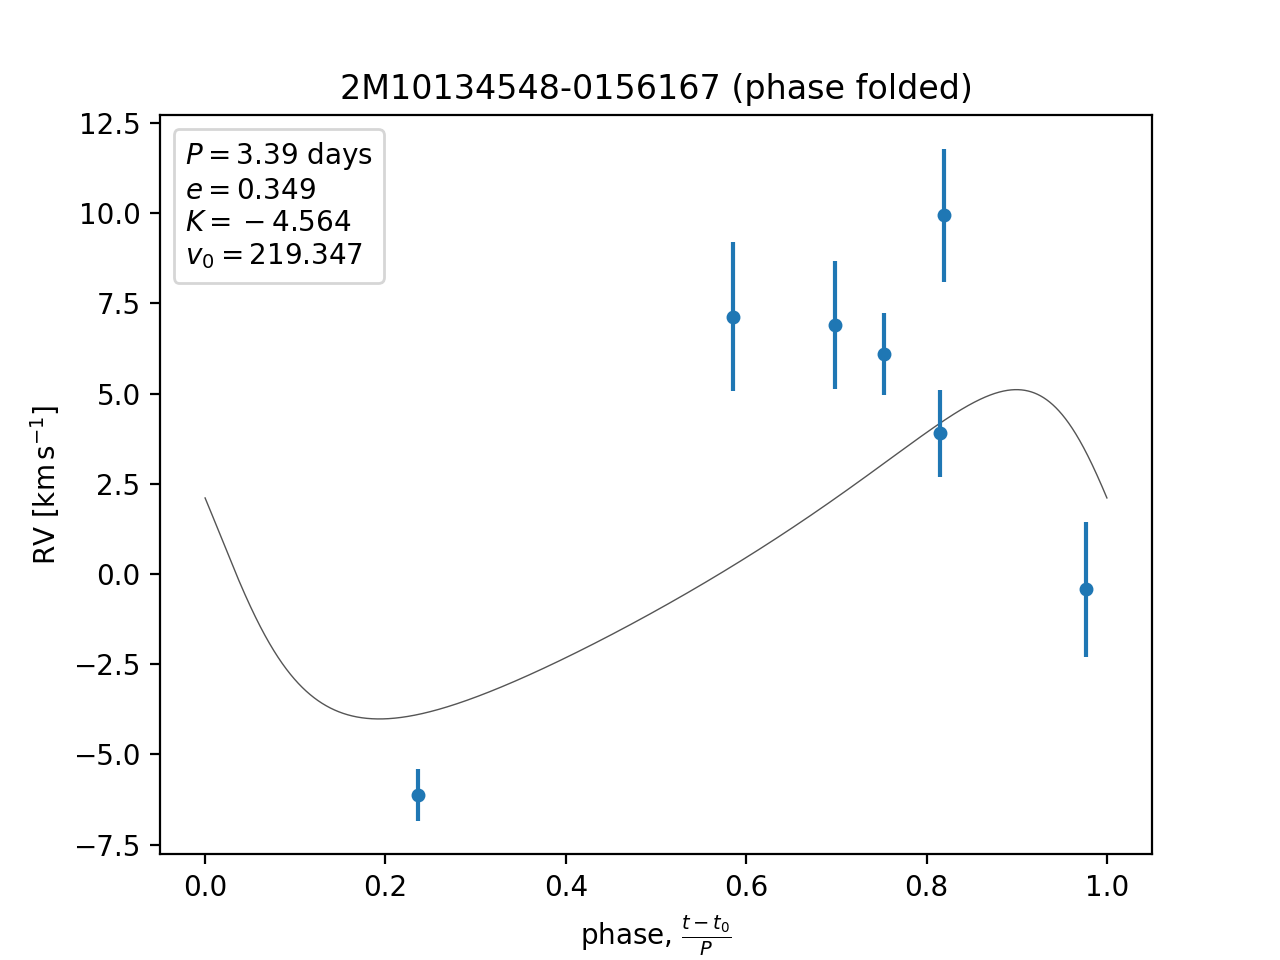 2M10134548-0156167 (phase folded)
P = 3.39 days
e = 0.349
K = −4.564
v₀ = 219.347
12.5
10.0
7.5
5.0
2.5
0.0
−2.5
−5.0
−7.5
RV [km s⁻¹]
0.0 0.2 0.4 0.6 0.8 1.0
phase, (t − t₀)/P